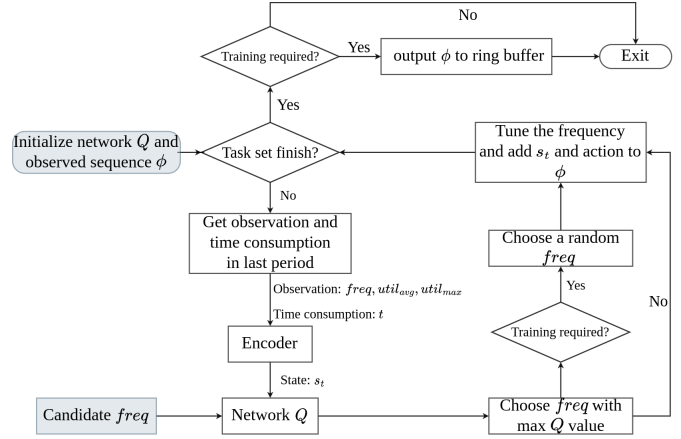 No
Training required?
Yes
output ϕ to ring buffer
Exit
Yes
Initialize network Q and
observed sequence ϕ
Task set finish?
Tune the frequency
and add sₜ and action to
ϕ
No
Get observation and
time consumption
in last period
Choose a random
freq
Observation: freq, util_avg, util_max
Time consumption: t
Yes
No
Encoder
Training required?
State: sₜ
Candidate freq
Network Q
Choose freq with
max Q value